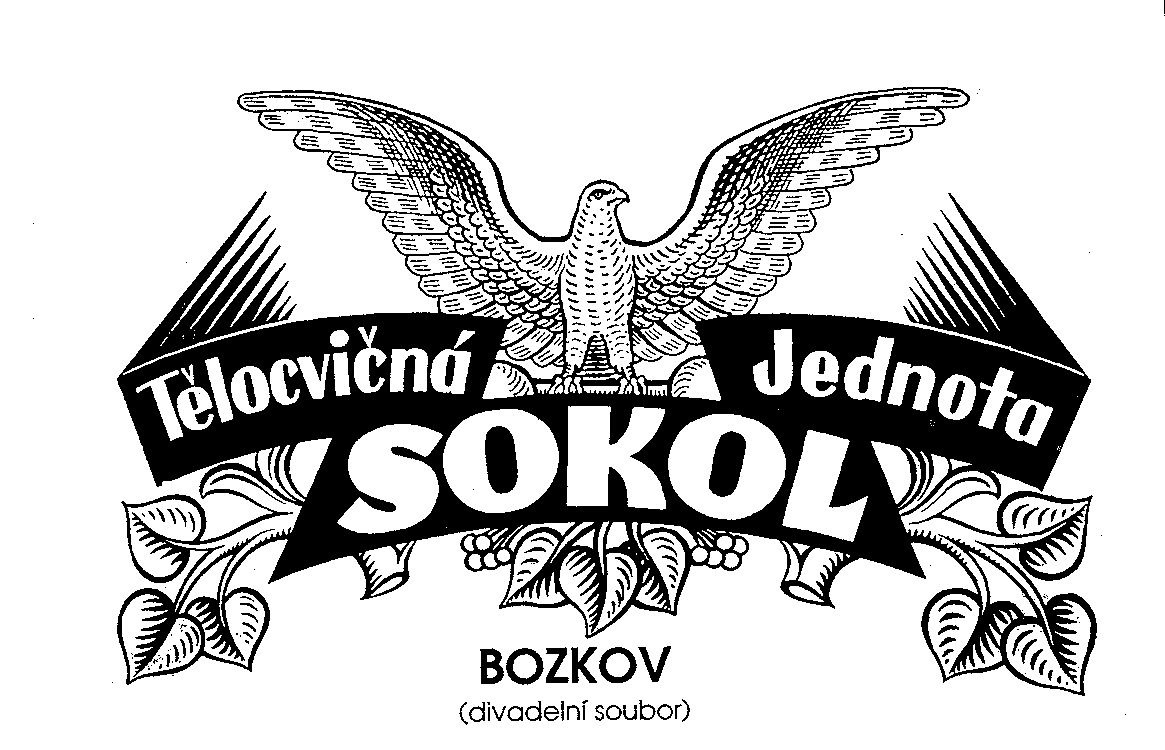 Tělocvičná Jednota
SOKOL
BOZKOV
(divadelní soubor)